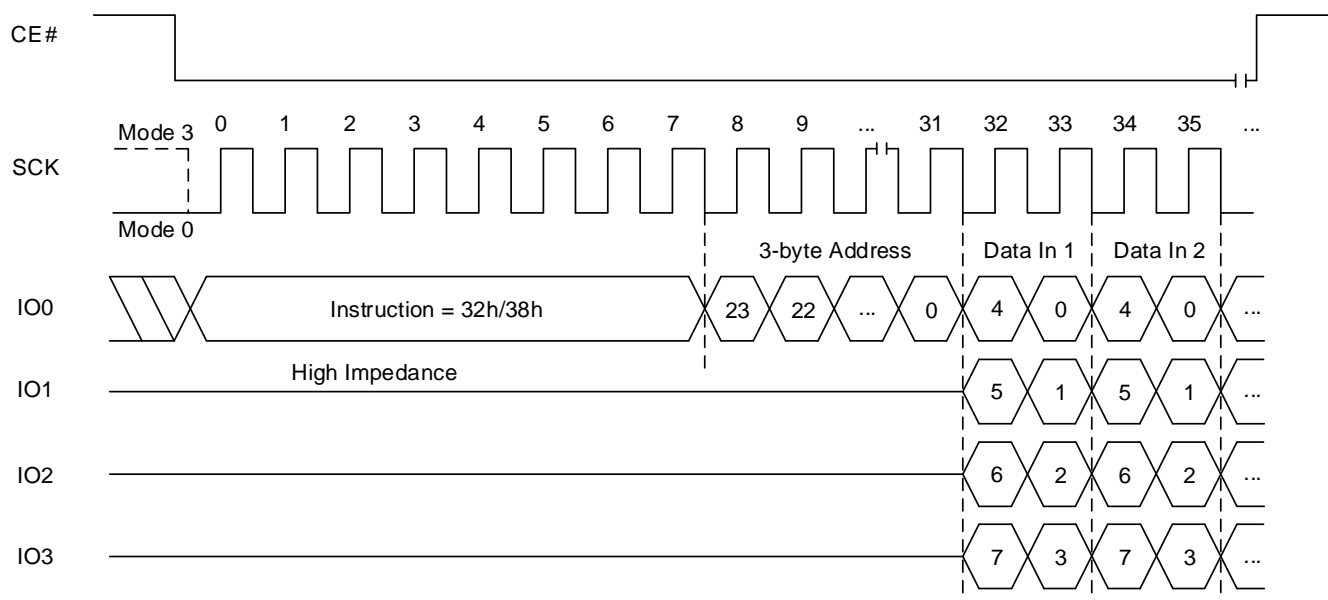 CE#
Mode 3 0 1 2 3 4 5 6 7 8 9 ... 31 32 33 34 35 ...
SCK
Mode 0
3-byte Address Data In 1 Data In 2
IO0 Instruction = 32h/38h 23 22 ... 0 4 0 4 0 ...
High Impedance
IO1 5 1 5 1 ...
IO2 6 2 6 2 ...
IO3 7 3 7 3 ...